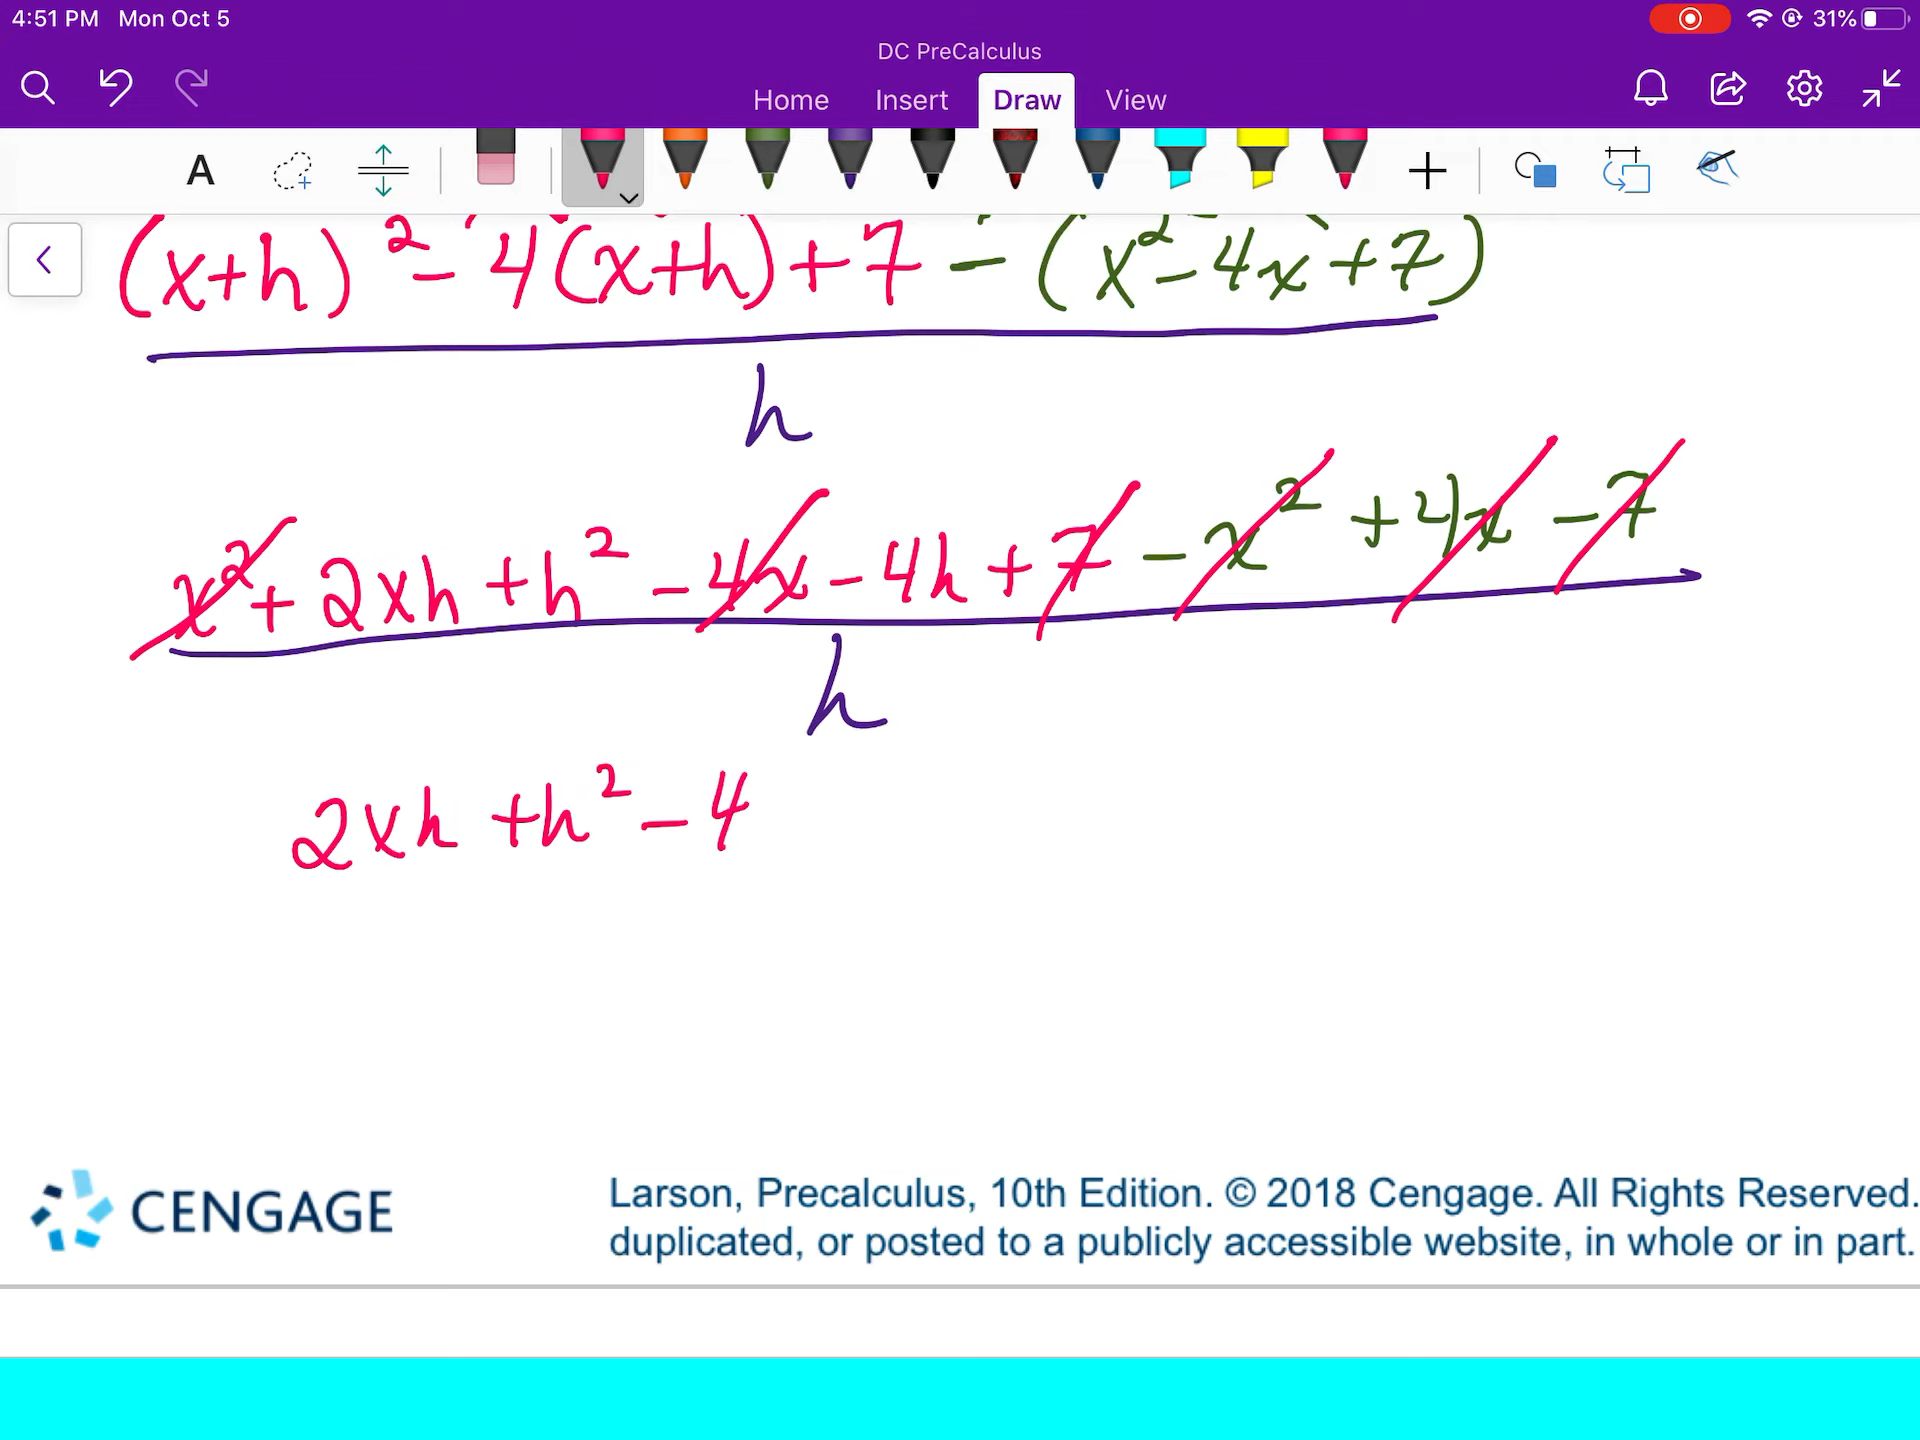 4:51 PM Mon Oct 5 31%
DC PreCalculus
Home Insert Draw View
A
(x+h)² - 4(x+h) + 7 - (x² - 4x + 7)
h
x² + 2xh + h² - 4x - 4h + 7 - x² + 4x - 7
h
2xh + h² - 4
CENGAGE
Larson, Precalculus, 10th Edition. © 2018 Cengage. All Rights Reserved.
duplicated, or posted to a publicly accessible website, in whole or in part.